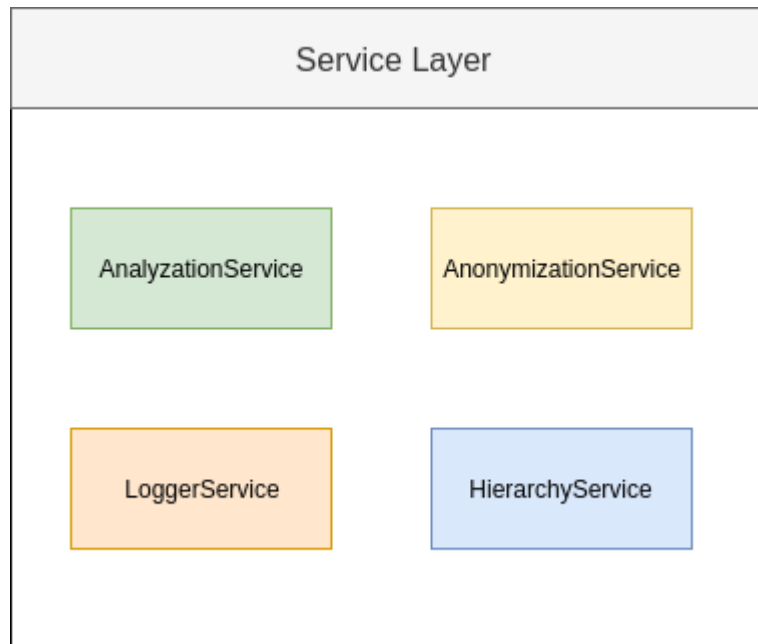 Service Layer
AnalyzationService
AnonymizationService
LoggerService
HierarchyService